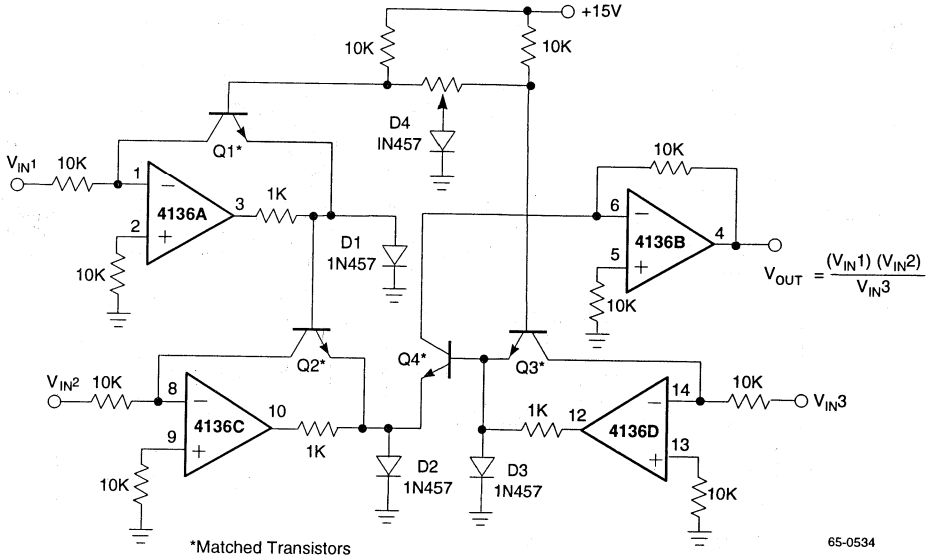 +15V
10K
10K
D4
IN457
Q1*
V_IN1
10K
1
2
4136A
3
1K
10K
D1
1N457
10K
6
5
4136B
4
10K
V_OUT = (V_IN1) (V_IN2) / V_IN3
Q2*
V_IN2
10K
8
9
4136C
10
1K
10K
D2
1N457
Q4*
Q3*
1K
12
D3
1N457
4136D
14
13
10K
V_IN3
10K
*Matched Transistors
65-0534